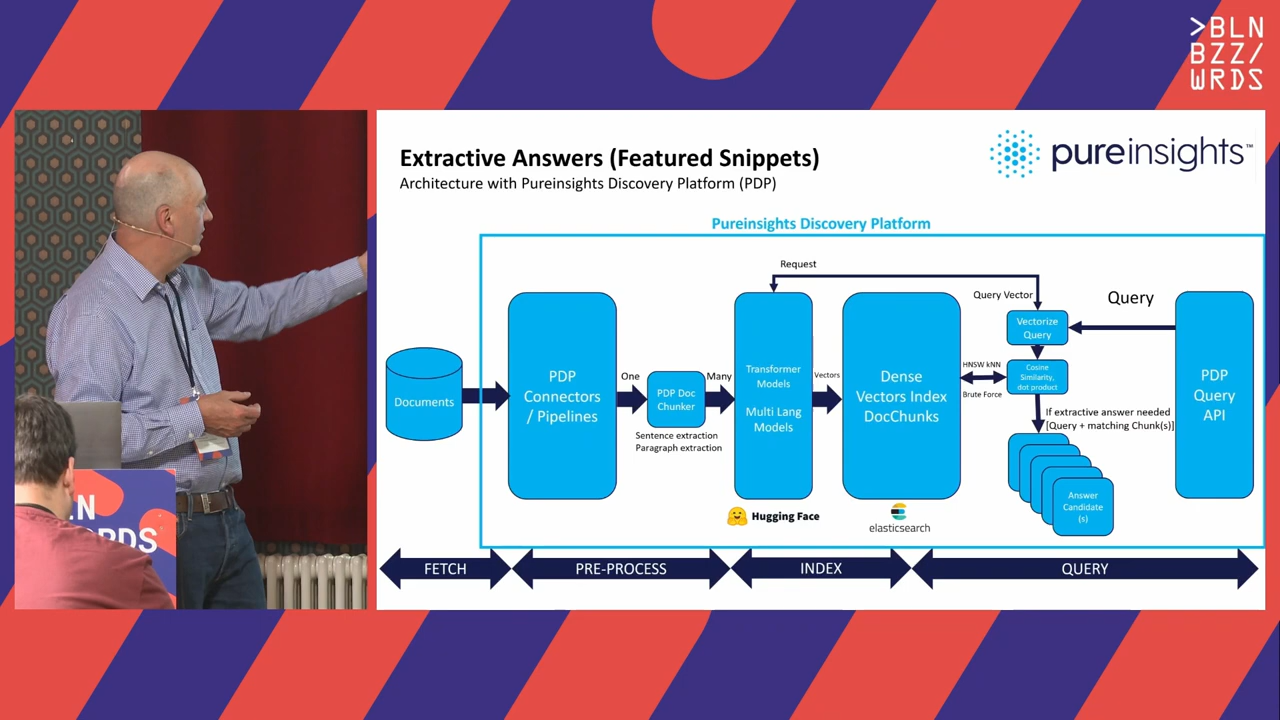 >BLN
BZZ/
WRDS
Extractive Answers (Featured Snippets)
Architecture with Pureinsights Discovery Platform (PDP)
pureinsights™
Pureinsights Discovery Platform
Request
Query Vector
Query
Vectorize
Query
Documents
PDP
Connectors
/ Pipelines
One
PDP Doc
Chunker
Many
Sentence extraction
Paragraph extraction
Transformer
Models
Multi Lang
Models
Vectors
Dense
Vectors Index
DocChunks
HNSW kNN
Brute Force
Cosine
Similarity,
dot product
If extractive answer needed
[Query + matching Chunk(s)]
Answer
Candidate
(s)
PDP
Query
API
Hugging Face
elasticsearch
FETCH
PRE-PROCESS
INDEX
QUERY